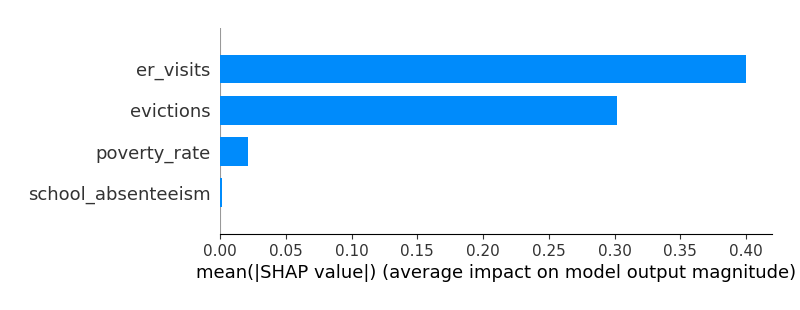 er_visits
evictions
poverty_rate
school_absenteeism
0.00 0.05 0.10 0.15 0.20 0.25 0.30 0.35 0.40
mean(|SHAP value|) (average impact on model output magnitude)